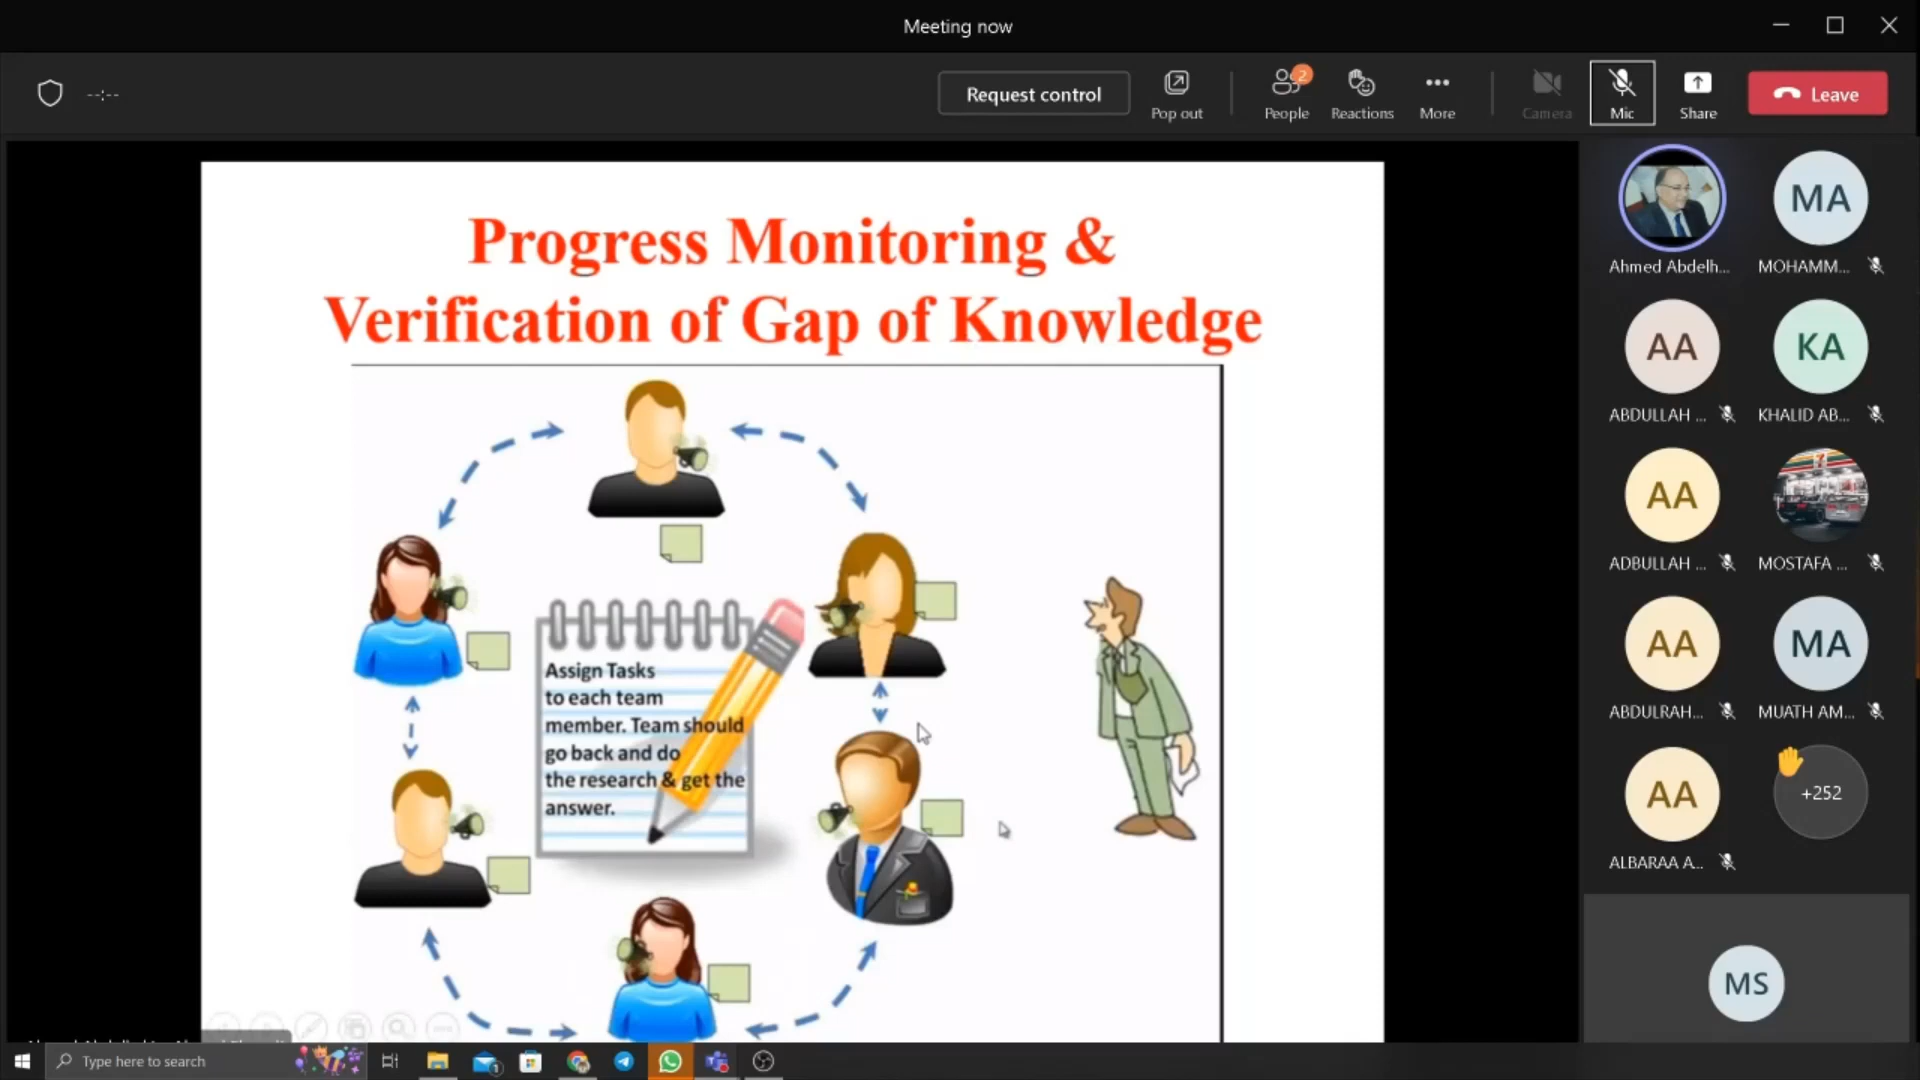 Meeting now
--:--
Request control
Pop out
2
People
Reactions
More
Camera
Mic
Share
Leave
Progress Monitoring &
Verification of Gap of Knowledge
Assign Tasks
to each team
member. Team should
go back and do
the research & get the
answer.
Ahmed Abdelh...
MA
MOHAMM...
AA
ABDULLAH ...
KA
KHALID AB...
AA
ADBULLAH ...
MOSTAFA ...
AA
ABDULRAH...
MA
MUATH AM...
AA
ALBARAA A...
+252
MS
Type here to search
1